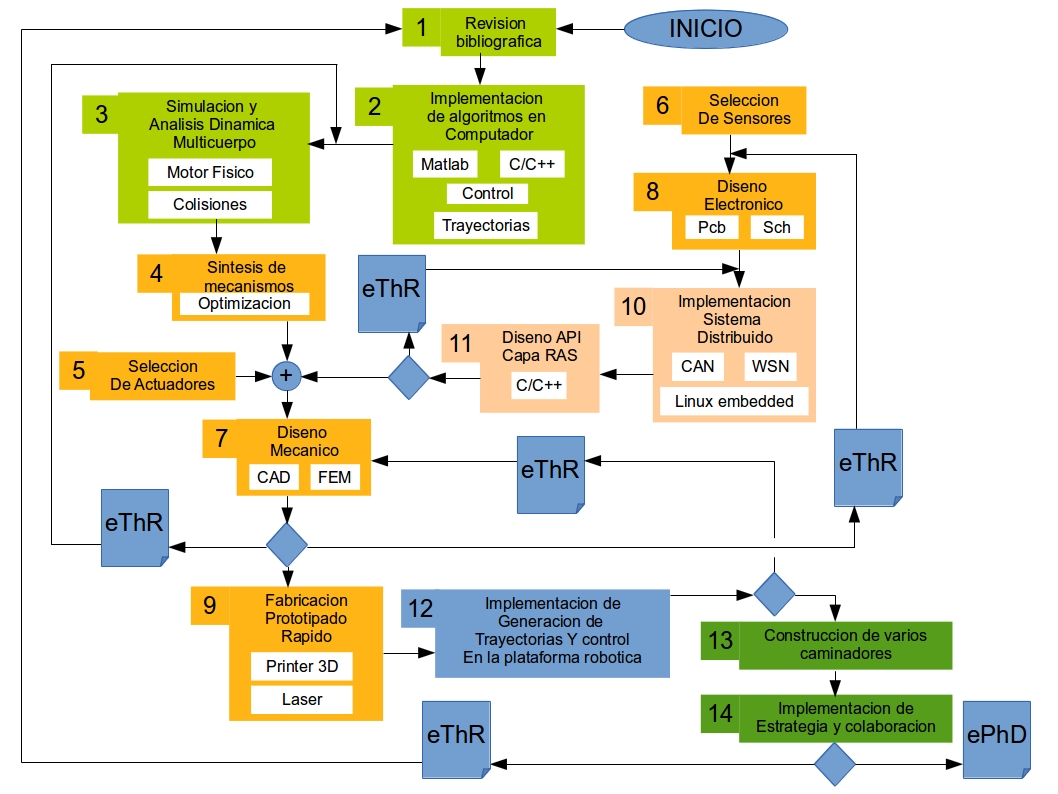 INICIO
1
Revision
bibliografica
2
Implementacion
de algoritmos en
Computador
Matlab
C/C++
Control
Trayectorias
3
Simulacion y
Analisis Dinamica
Multicuerpo
Motor Fisico
Colisiones
4
Sintesis de
mecanismos
Optimizacion
5
Seleccion
De Actuadores
+
6
Seleccion
De Sensores
8
Diseno
Electronico
Pcb
Sch
10
Implementacion
Sistema
Distribuido
CAN
WSN
Linux embedded
11
Diseno API
Capa RAS
C/C++
eThR
7
Diseno
Mecanico
CAD
FEM
eThR
eThR
eThR
9
Fabricacion
Prototipado
Rapido
Printer 3D
Laser
12
Implementacion de
Generacion de
Trayectorias Y control
En la plataforma robotica
13
Construccion de varios
caminadores
14
Implementacion de
Estrategia y colaboracion
eThR
ePhD